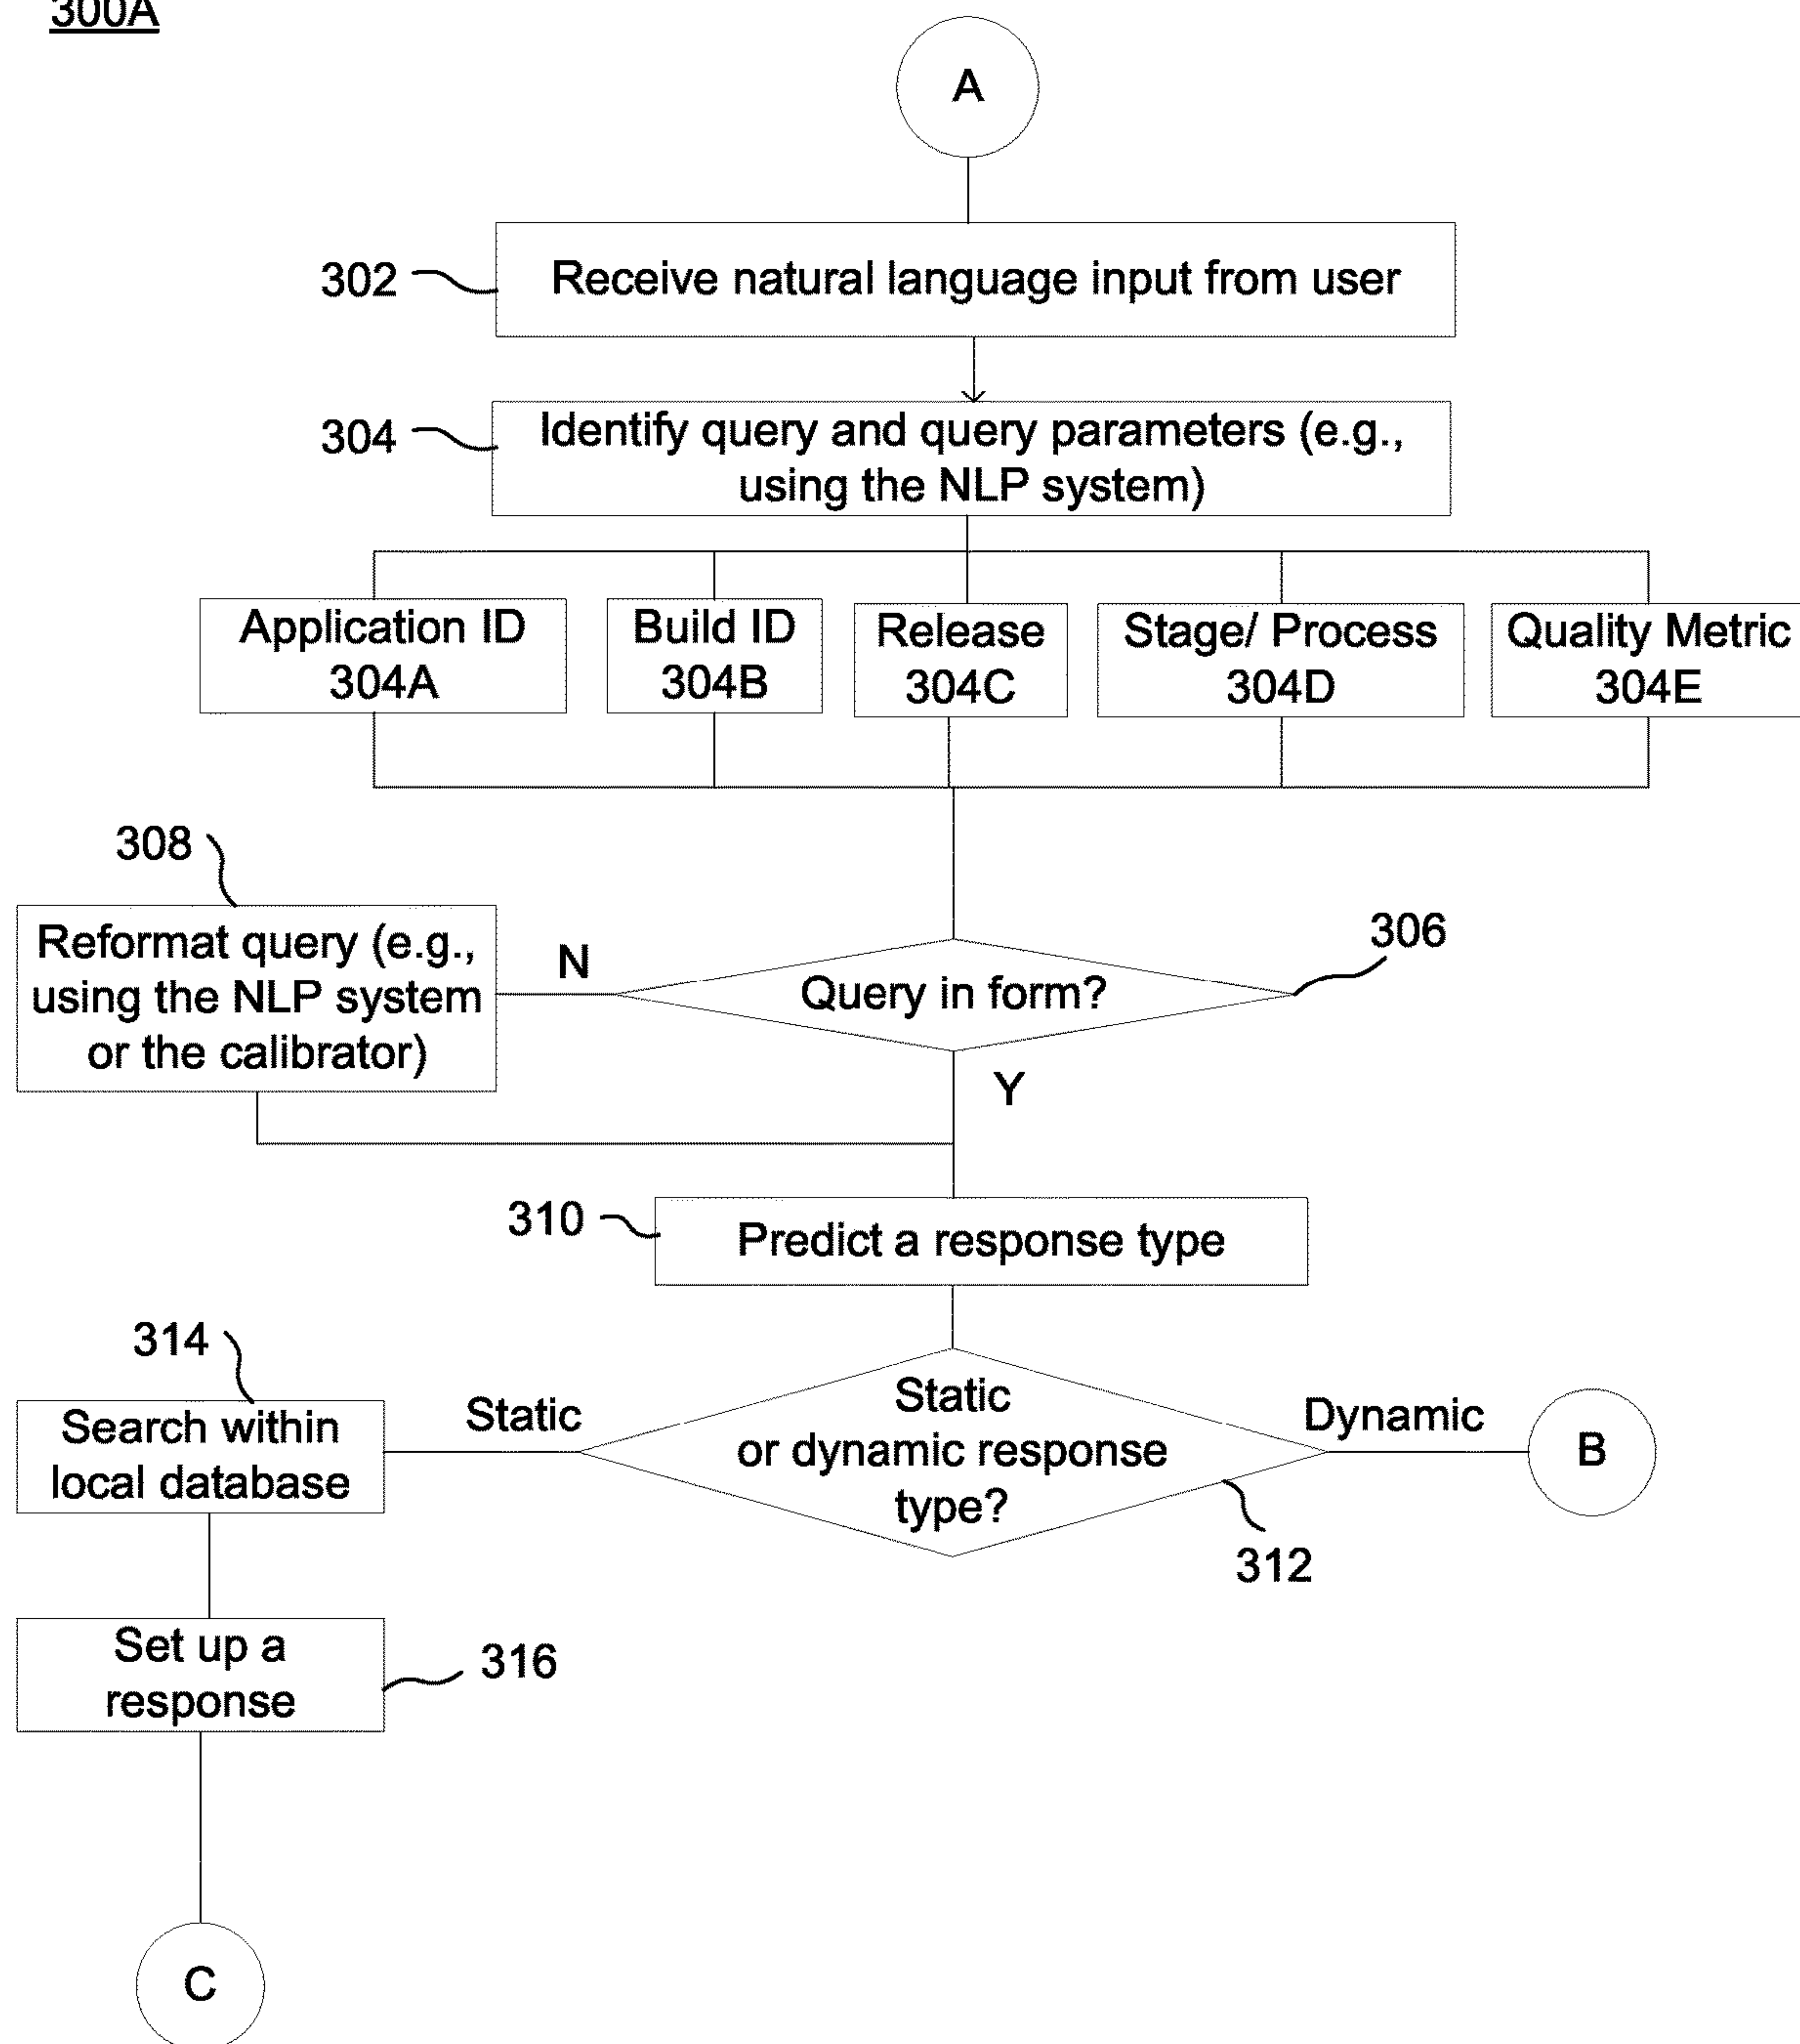 300A
A
302
Receive natural language input from user
304
Identify query and query parameters (e.g.,
using the NLP system)
Application ID
304A
Build ID
304B
Release
304C
Stage/ Process
304D
Quality Metric
304E
308
Reformat query (e.g.,
using the NLP system
or the calibrator)
N
Query in form?
306
Y
310
Predict a response type
314
Search within
local database
Static
Static
or dynamic response
type?
Dynamic
B
312
Set up a
response
316
C